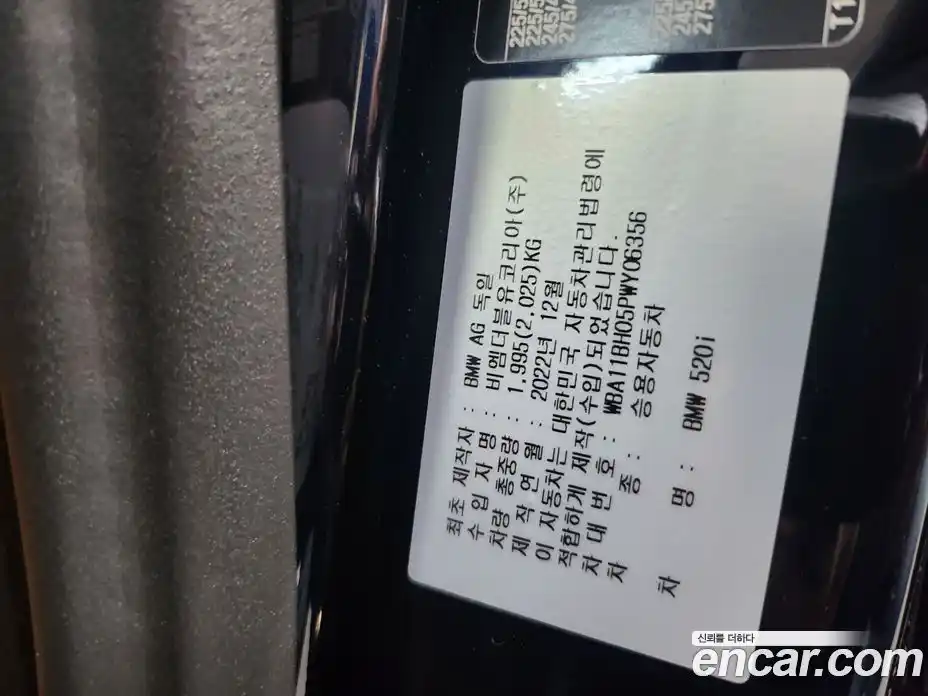 최초 제작자 : BMW AG 독일
수 입 자 명 : 비엠더블유코리아(주)
차량 총중량 : 1,995(2,025)KG
제 작 연 월 : 2022년 12월
이 자동차는 대한민국 자동차관리법령에
적합하게 제작(수입)되었습니다.
차 대 번 호 : WBA11BH05PWY06356
차 종 : 승용자동차
차 명 : BMW 520i
신뢰를 더하다
encar.com